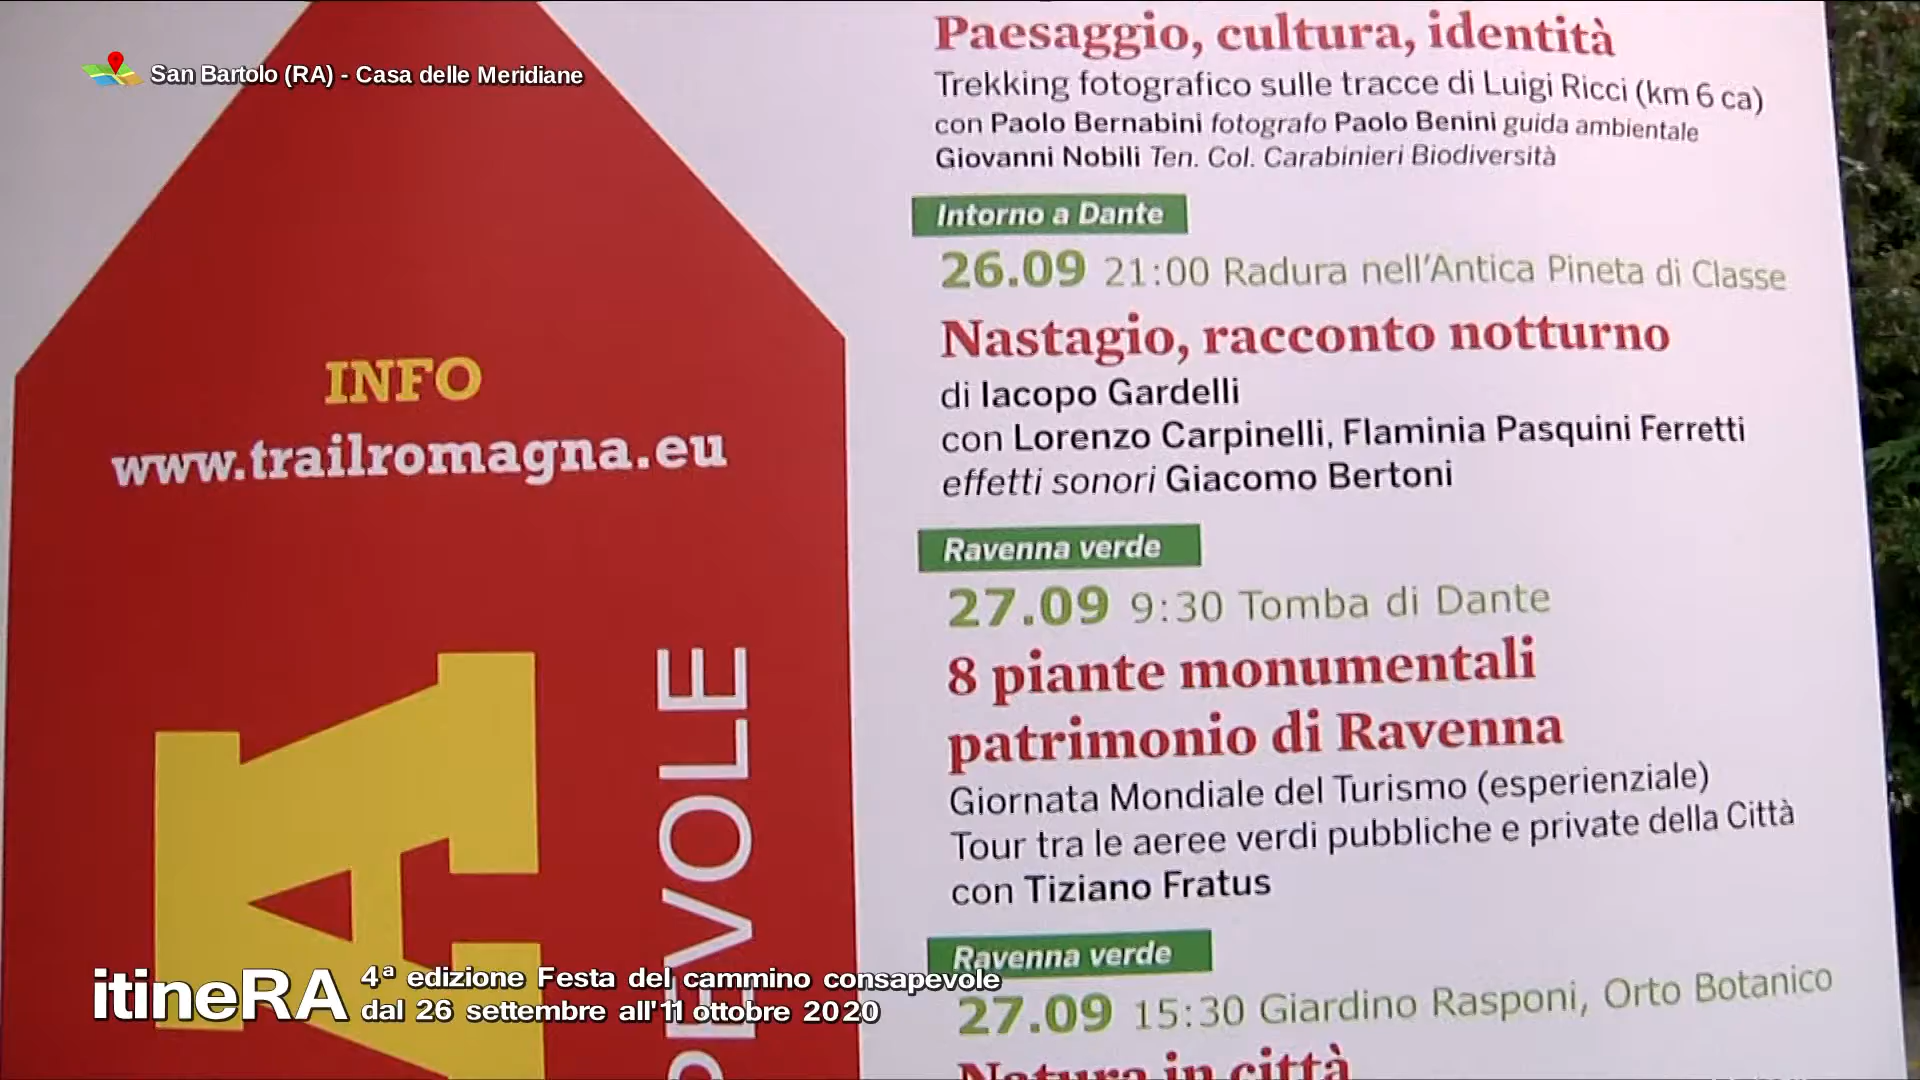 San Bartolo (RA) - Casa delle Meridiane
INFO
www.trailromagna.eu
A
EVOLE
Paesaggio, cultura, identità
Trekking fotografico sulle tracce di Luigi Ricci (km 6 ca)
con Paolo Bernabini fotografo Paolo Benini guida ambientale
Giovanni Nobili Ten. Col. Carabinieri Biodiversità
Intorno a Dante
26.09 21:00 Radura nell'Antica Pineta di Classe
Nastagio, racconto notturno
di Iacopo Gardelli
con Lorenzo Carpinelli, Flaminia Pasquini Ferretti
effetti sonori Giacomo Bertoni
Ravenna verde
27.09 9:30 Tomba di Dante
8 piante monumentali
patrimonio di Ravenna
Giornata Mondiale del Turismo (esperienziale)
Tour tra le aeree verdi pubbliche e private della Città
con Tiziano Fratus
Ravenna verde
27.09 15:30 Giardino Rasponi, Orto Botanico
Natura in città
itineRA
4ª edizione Festa del cammino consapevole
dal 26 settembre all'11 ottobre 2020